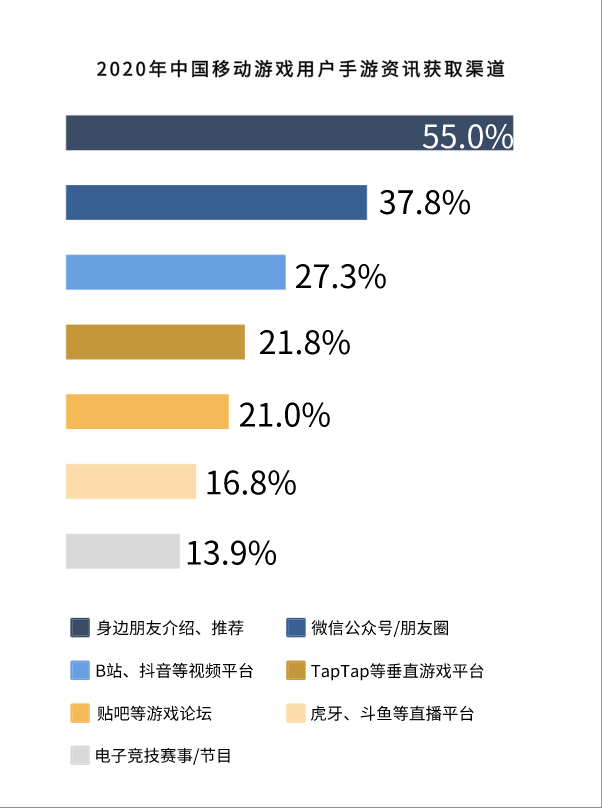 2020年中国移动游戏用户手游资讯获取渠道
55.0%
37.8%
27.3%
21.8%
21.0%
16.8%
13.9%
身边朋友介绍、推荐
微信公众号/朋友圈
B站、抖音等视频平台
TapTap等垂直游戏平台
贴吧等游戏论坛
虎牙、斗鱼等直播平台
电子竞技赛事/节目